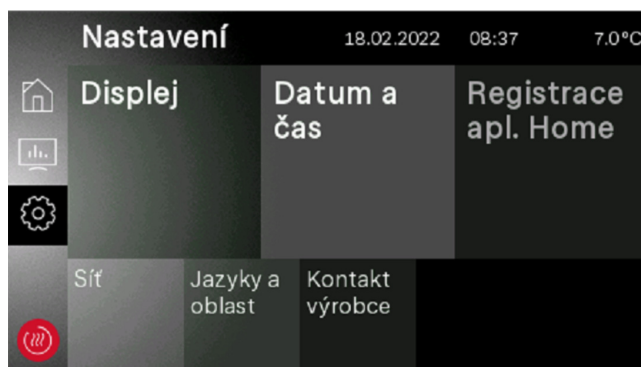 Nastavení 18.02.2022 08:37 7.0°C
Displej
Datum a
čas
Registrace
apl. Home
Síť
Jazyky a
oblast
Kontakt
výrobce